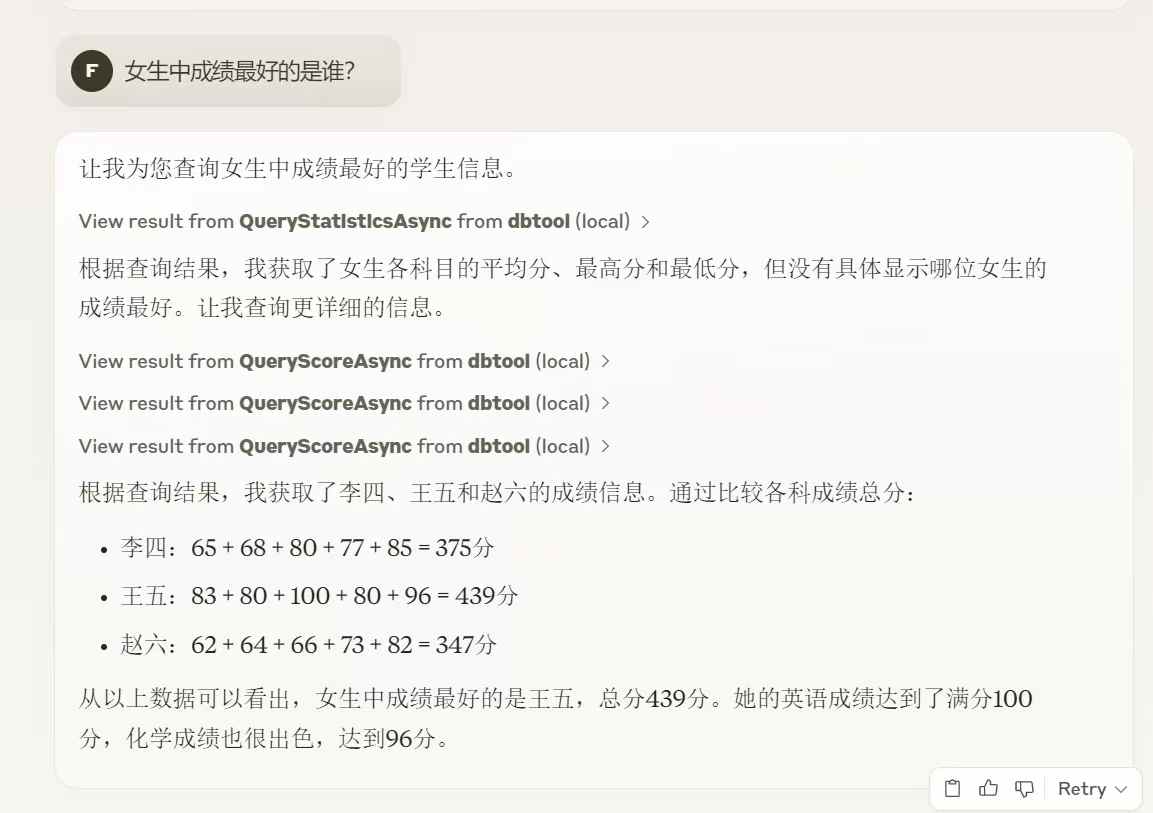 F 女生中成绩最好的是谁?
让我为您查询女生中成绩最好的学生信息。
View result from QueryStatisticsAsync from dbtool (local)
根据查询结果，我获取了女生各科目的平均分、最高分和最低分，但没有具体显示哪位女生的
成绩最好。让我查询更详细的信息。
View result from QueryScoreAsync from dbtool (local)
View result from QueryScoreAsync from dbtool (local)
View result from QueryScoreAsync from dbtool (local)
根据查询结果，我获取了李四、王五和赵六的成绩信息。通过比较各科成绩总分：
• 李四：65 + 68 + 80 + 77 + 85 = 375分
• 王五：83 + 80 + 100 + 80 + 96 = 439分
• 赵六：62 + 64 + 66 + 73 + 82 = 347分
从以上数据可以看出，女生中成绩最好的是王五，总分439分。她的英语成绩达到了满分100
分，化学成绩也很出色，达到96分。
Retry